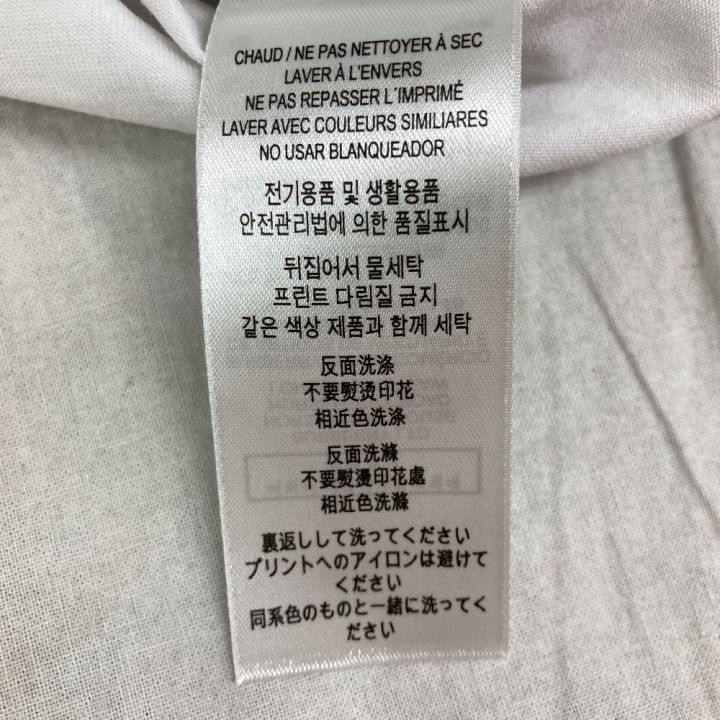 CHAUD / NE PAS NETTOYER À SEC
LAVER À L'ENVERS
NE PAS REPASSER L´IMPRIMÉ
LAVER AVEC COULEURS SIMILIARES
NO USAR BLANQUEADOR
전기용품 및 생활용품
안전관리법에 의한 품질표시
뒤집어서 물세탁
프린트 다림질 금지
같은 색상 제품과 함께 세탁
反面洗涤
不要熨烫印花
相近色洗涤
反面洗滌
不要熨燙印花處
相近色洗滌
裏返しして洗ってください
プリントへのアイロンは避けて
ください
同系色のものと一緒に洗ってく
ださい